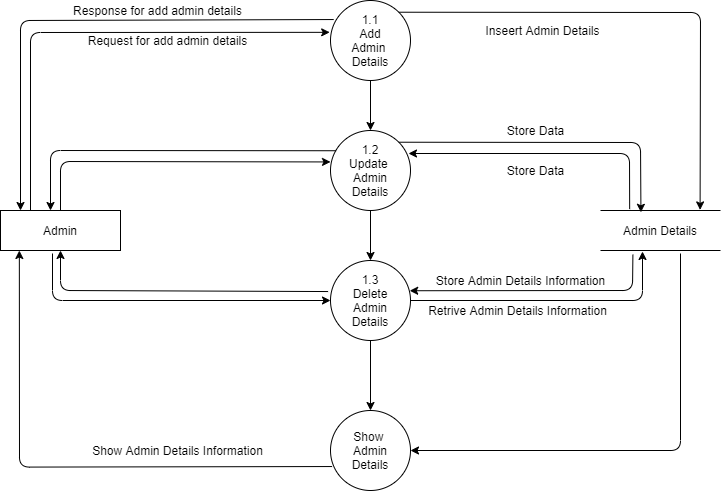 Response for add admin details
Request for add admin details
1.1
Add
Admin
Details
Inseert Admin Details
1.2
Update
Admin
Details
Store Data
Store Data
Admin
Admin Details
1.3
Delete
Admin
Details
Store Admin Details Information
Retrive Admin Details Information
Show
Admin
Details
Show Admin Details Information